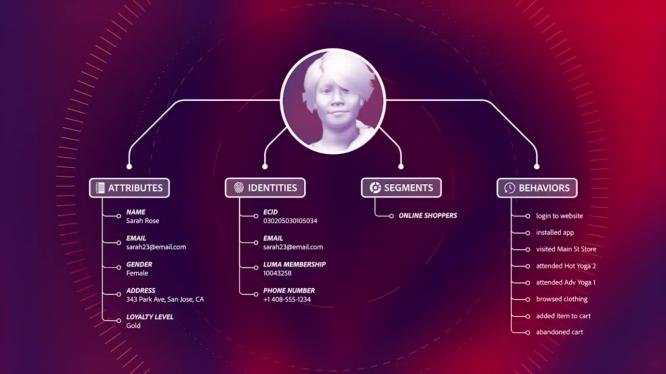 ATTRIBUTES
NAME
Sarah Rose
EMAIL
sarah23@email.com
GENDER
Female
ADDRESS
343 Park Ave, San Jose, CA
LOYALTY LEVEL
Gold
IDENTITIES
ECID
030205030105034
EMAIL
sarah23@email.com
LUMA MEMBERSHIP
10043258
PHONE NUMBER
+1 408-555-1234
SEGMENTS
ONLINE SHOPPERS
BEHAVIORS
login to website
installed app
visited Main St Store
attended Hot Yoga 2
attended Adv Yoga 1
browsed clothing
added item to cart
abandoned cart